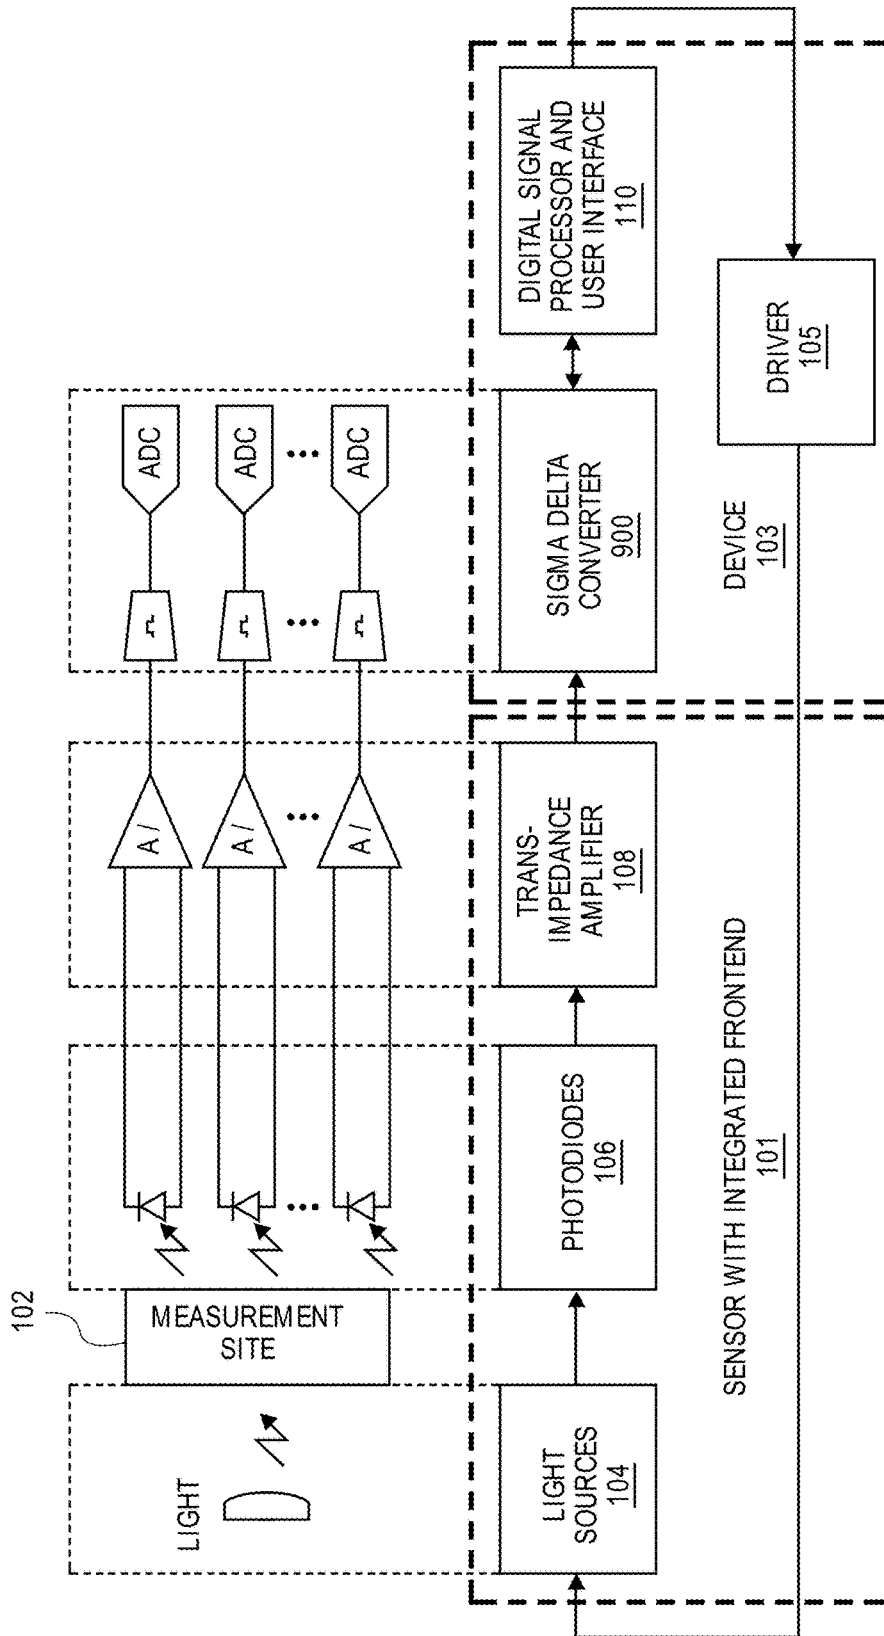 LIGHT
102
MEASUREMENT
SITE
A/
A/
...
A/
...
...
ADC
ADC
...
ADC
LIGHT
SOURCES
104
PHOTODIODES
106
TRANS-
IMPEDANCE
AMPLIFIER
108
SIGMA DELTA
CONVERTER
900
DIGITAL SIGNAL
PROCESSOR AND
USER INTERFACE
110
SENSOR WITH INTEGRATED FRONTEND
101
DEVICE
103
DRIVER
105